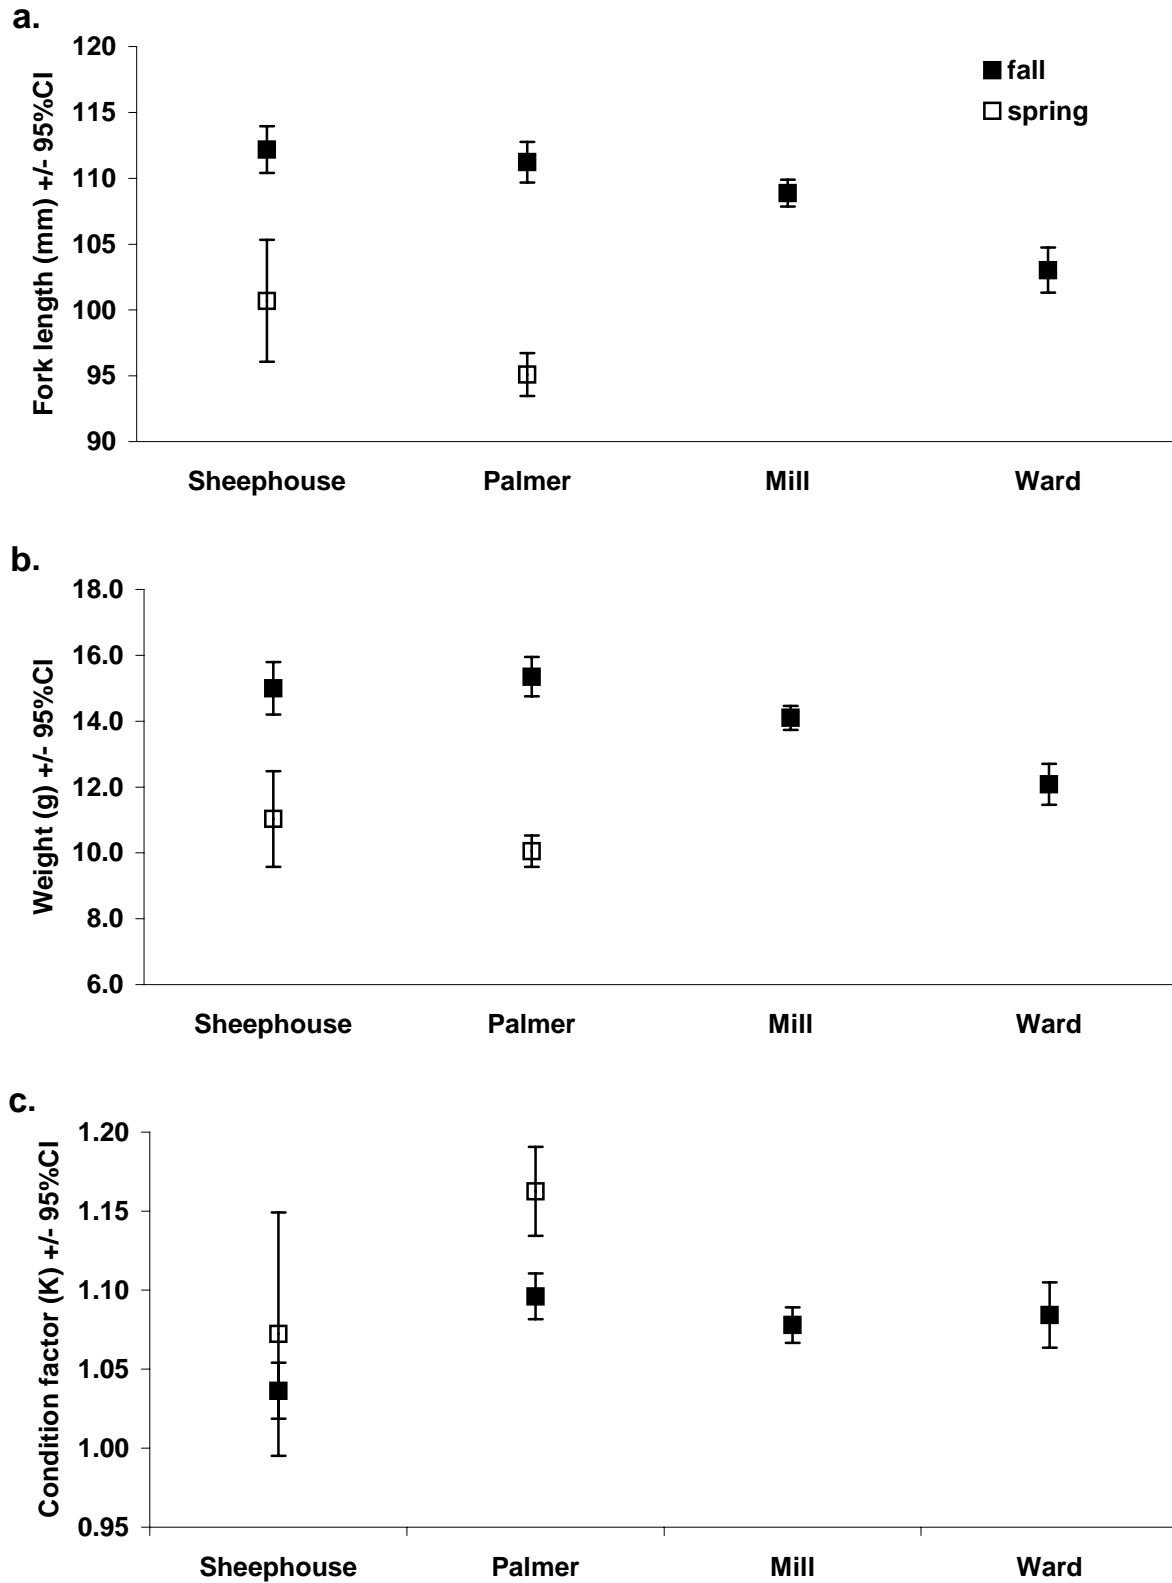 a.
Fork length (mm) +/- 95%CI
120
115
110
105
100
95
90
fall
spring
Sheephouse Palmer Mill Ward
b.
Weight (g) +/- 95%CI
18.0
16.0
14.0
12.0
10.0
8.0
6.0
Sheephouse Palmer Mill Ward
c.
Condition factor (K) +/- 95%CI
1.20
1.15
1.10
1.05
1.00
0.95
Sheephouse Palmer Mill Ward